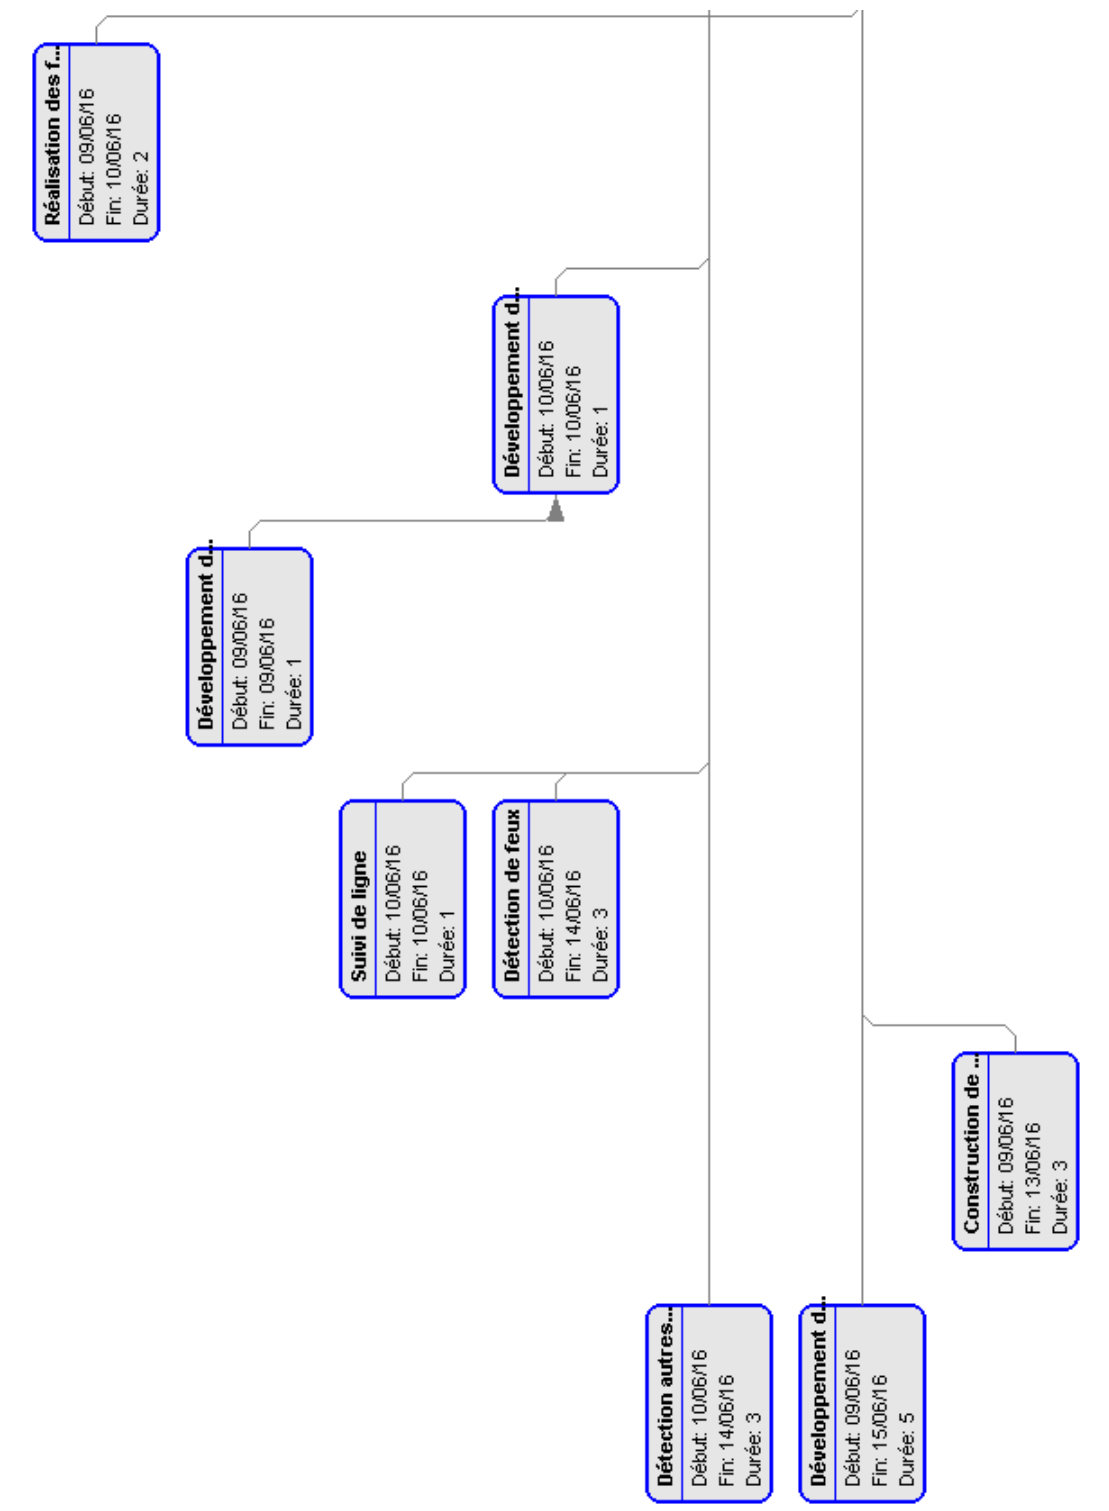 Réalisation des f...
Début: 09/06/16
Fin: 10/06/16
Durée: 2
Développement d...
Début: 09/06/16
Fin: 09/06/16
Durée: 1
Suivi de ligne
Début: 10/06/16
Fin: 10/06/16
Durée: 1
Développement d...
Début: 10/06/16
Fin: 10/06/16
Durée: 1
Détection de feux
Début: 10/06/16
Fin: 14/06/16
Durée: 3
Détection autres...
Début: 10/06/16
Fin: 14/06/16
Durée: 3
Développement d...
Début: 09/06/16
Fin: 15/06/16
Durée: 5
Construction de ...
Début: 09/06/16
Fin: 13/06/16
Durée: 3